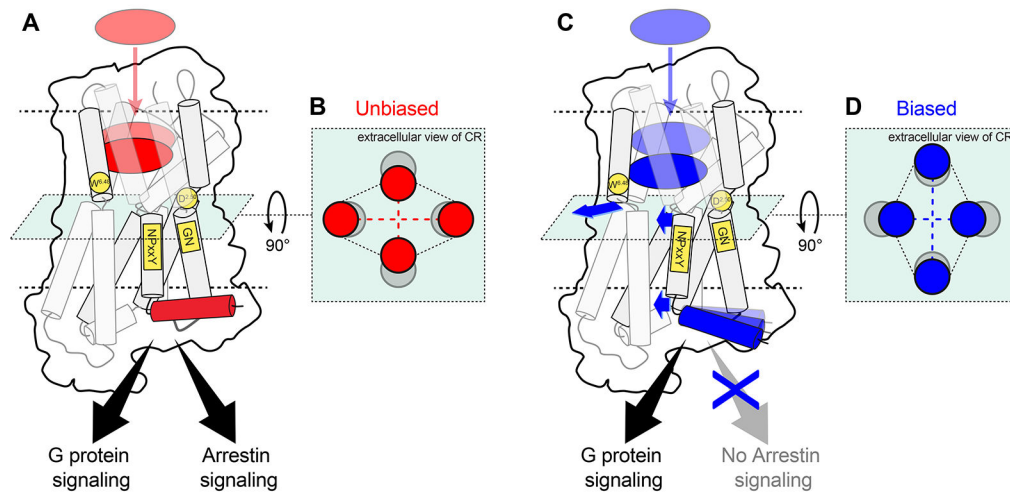 A
W6.48
D2.50
NPxxY
GN
90°
G protein
signaling
Arrestin
signaling
B
Unbiased
extracellular view of CR
C
W6.48
D2.50
NPxxY
GN
90°
G protein
signaling
No Arrestin
signaling
D
Biased
extracellular view of CR